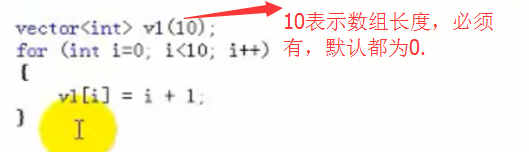 vector<int> v1(10);
for (int i=0; i<10; i++)
{
v1[i] = i + 1;
}
10表示数组长度，必须
有，默认都为0.